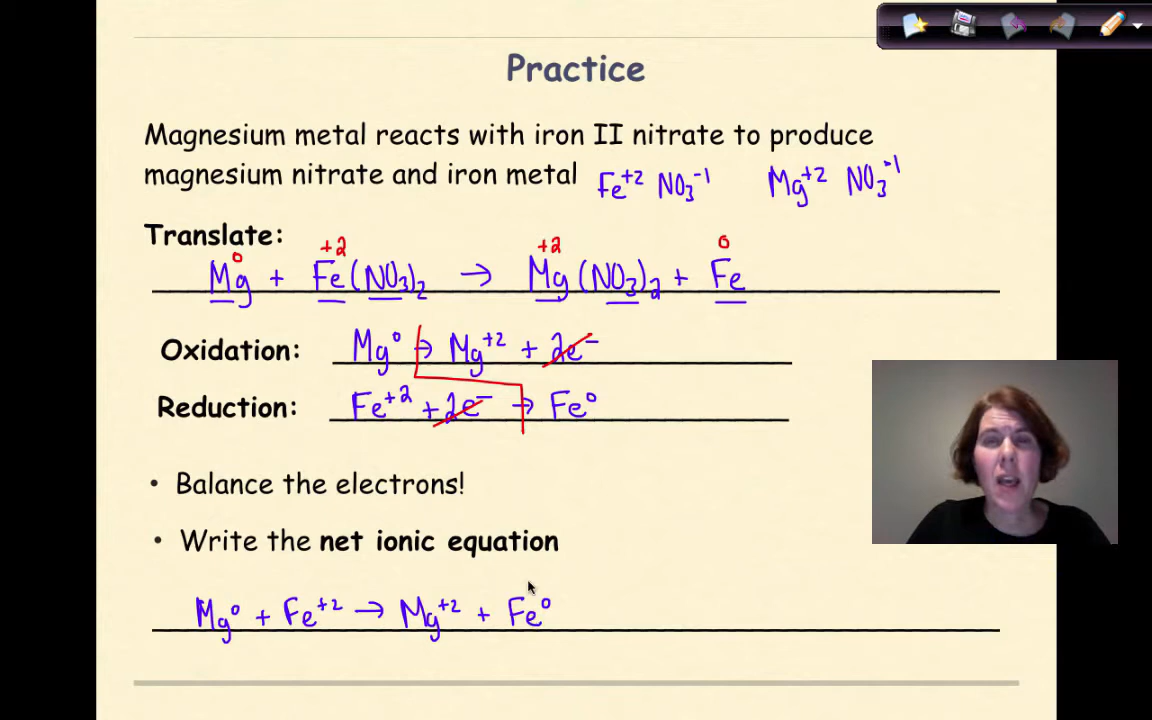 Practice
Magnesium metal reacts with iron II nitrate to produce
magnesium nitrate and iron metal Fe⁺² NO₃⁻¹ Mg⁺² NO₃⁻¹
Translate:
0 +2 +2 0
Mg + Fe(NO₃)₂ → Mg(NO₃)₂ + Fe
Oxidation: Mg⁰ → Mg⁺² + 2e⁻
Reduction: Fe⁺² + 2e⁻ → Fe⁰
• Balance the electrons!
• Write the net ionic equation
Mg⁰ + Fe⁺² → Mg⁺² + Fe⁰